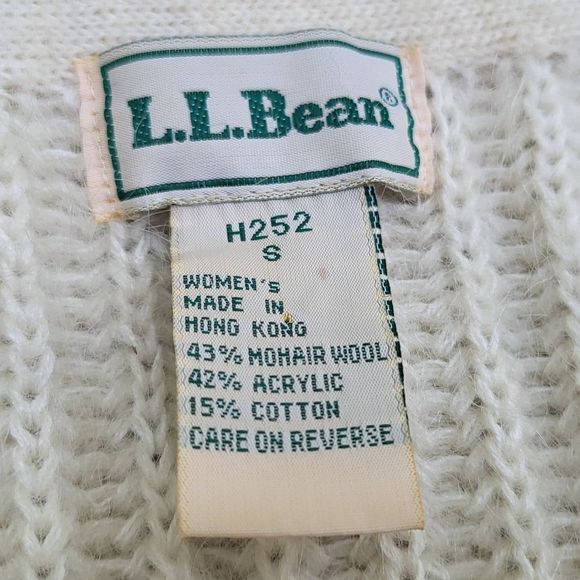 L.L.Bean®
H252
S
WOMEN's
MADE IN
HONG KONG
43% MOHAIR WOOL
42% ACRYLIC
15% COTTON
CARE ON REVERSE